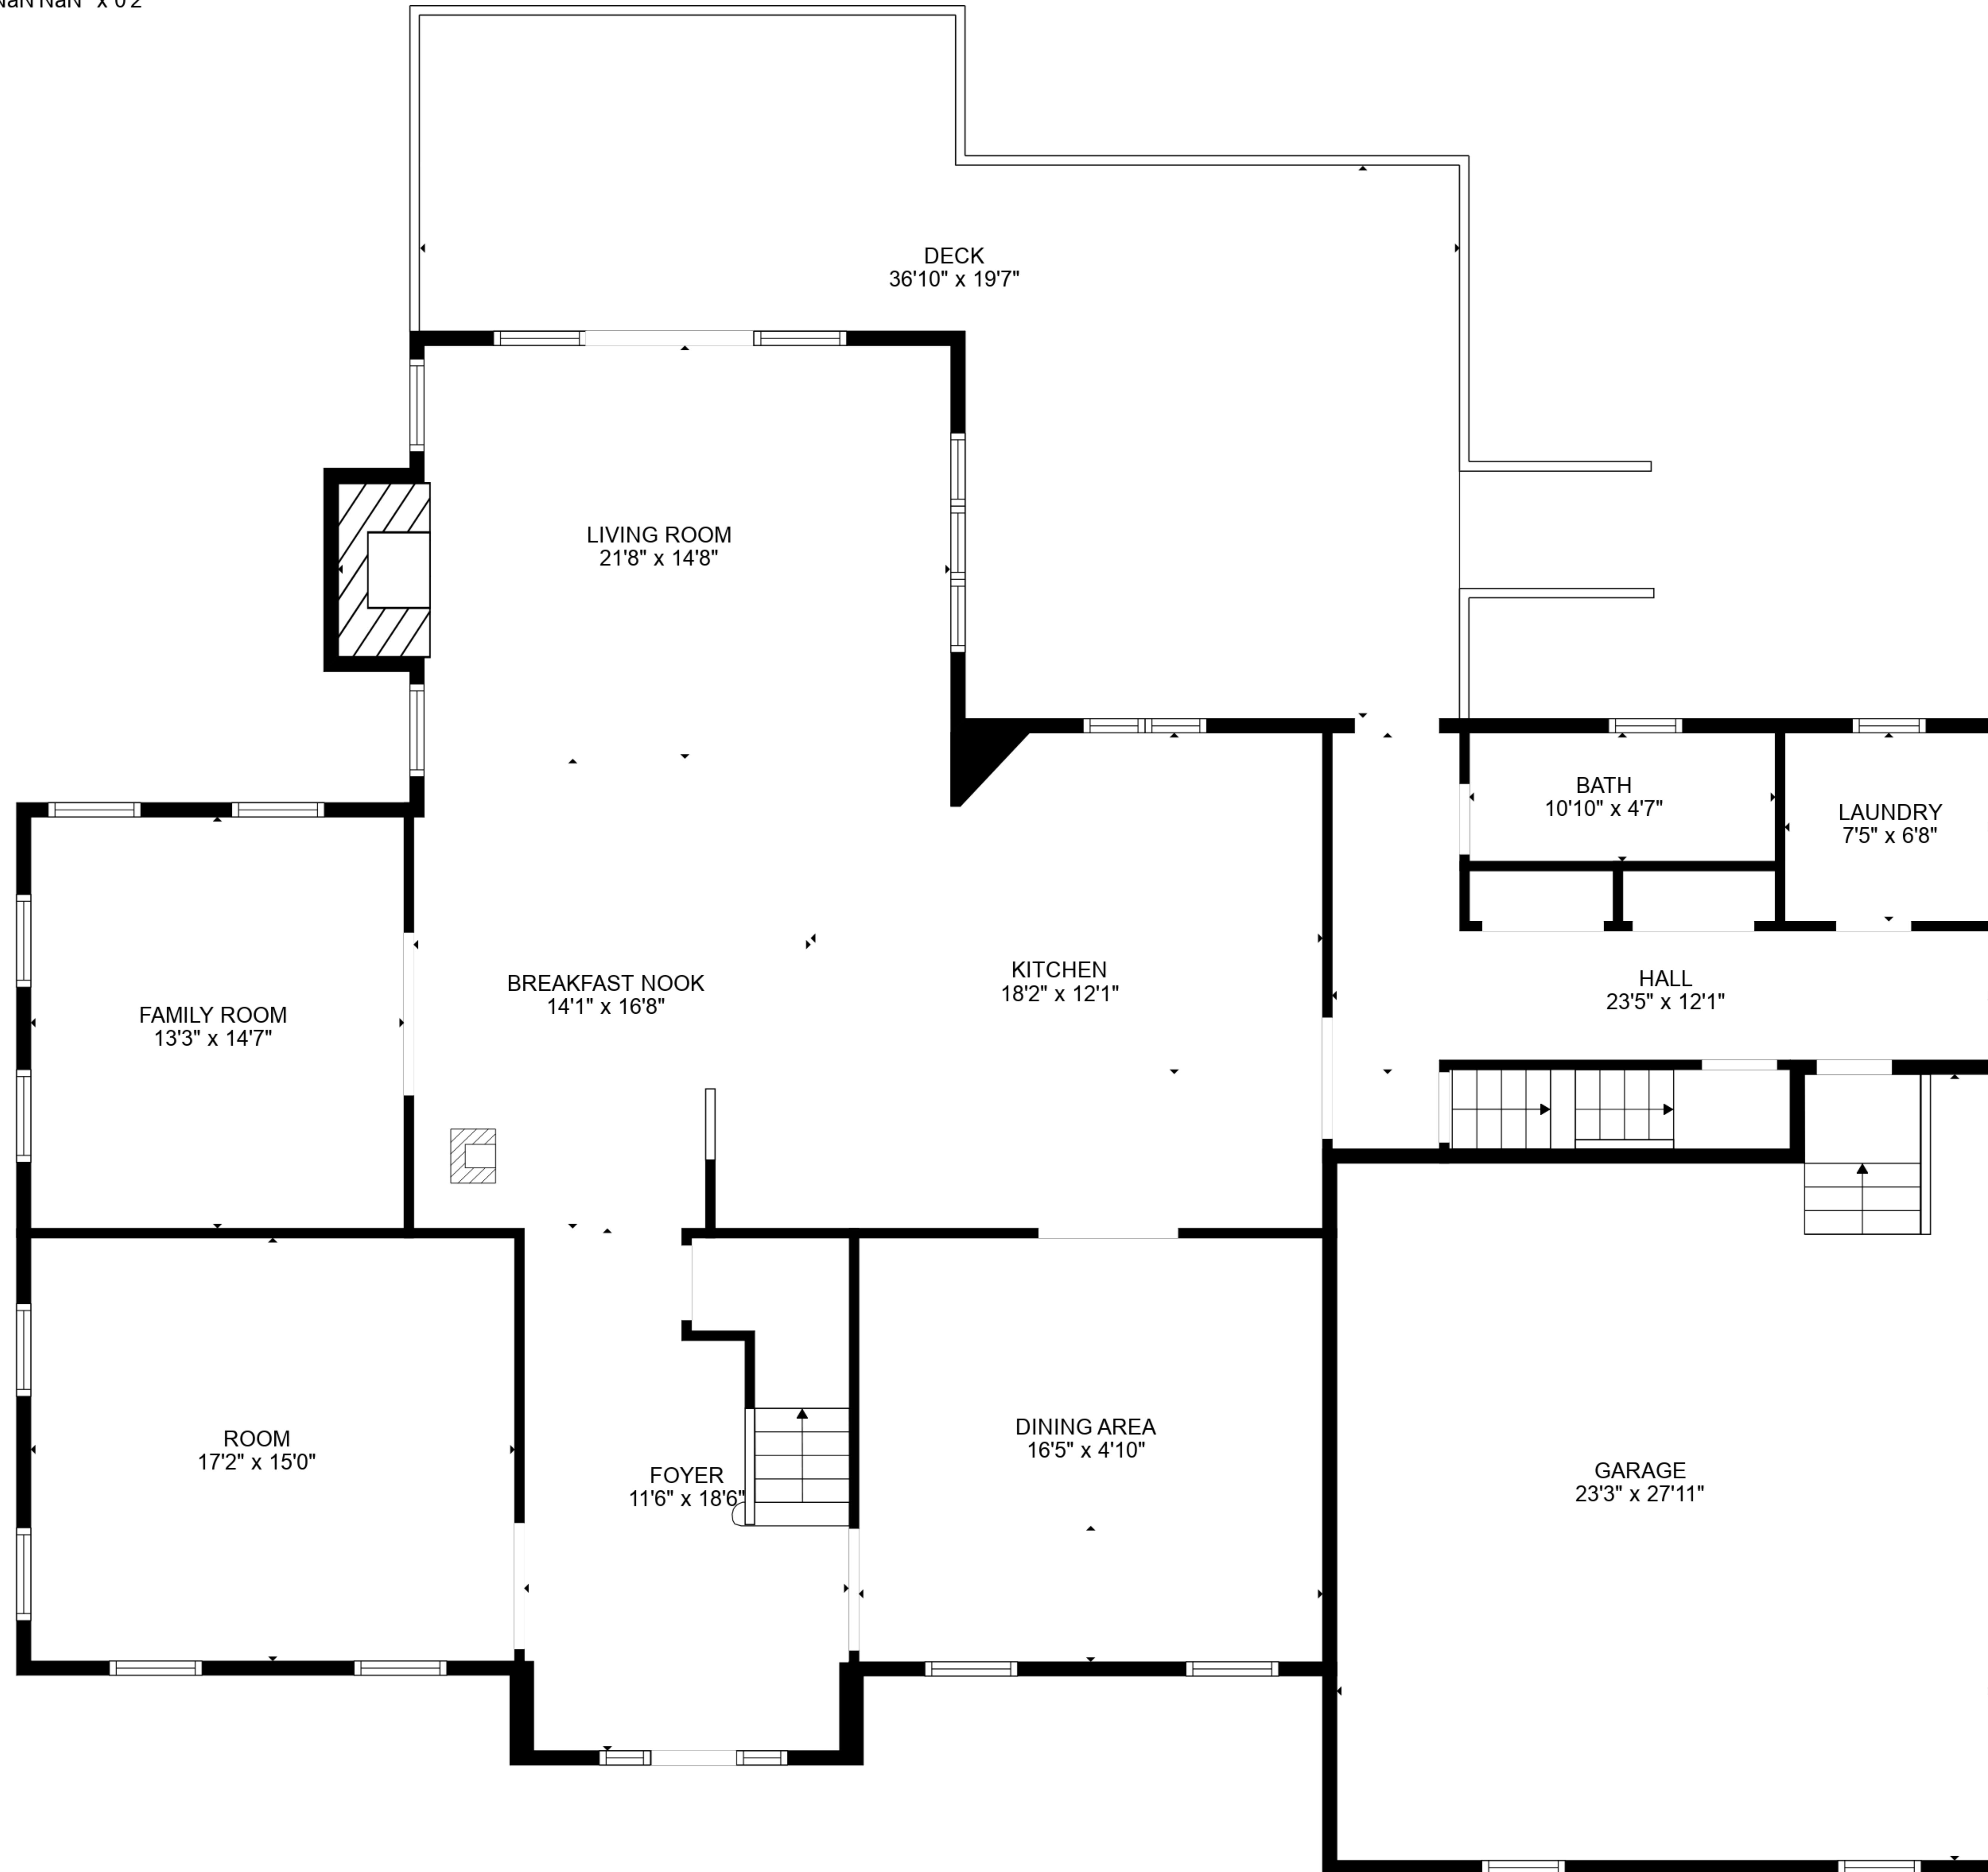 NaN'NaN" x 0'2"
DECK
36'10" x 19'7"
LIVING ROOM
21'8" x 14'8"
BATH
10'10" x 4'7"
LAUNDRY
7'5" x 6'8"
KITCHEN
18'2" x 12'1"
HALL
23'5" x 12'1"
BREAKFAST NOOK
14'1" x 16'8"
FAMILY ROOM
13'3" x 14'7"
DINING AREA
16'5" x 4'10"
ROOM
17'2" x 15'0"
FOYER
11'6" x 18'6"
GARAGE
23'3" x 27'11"